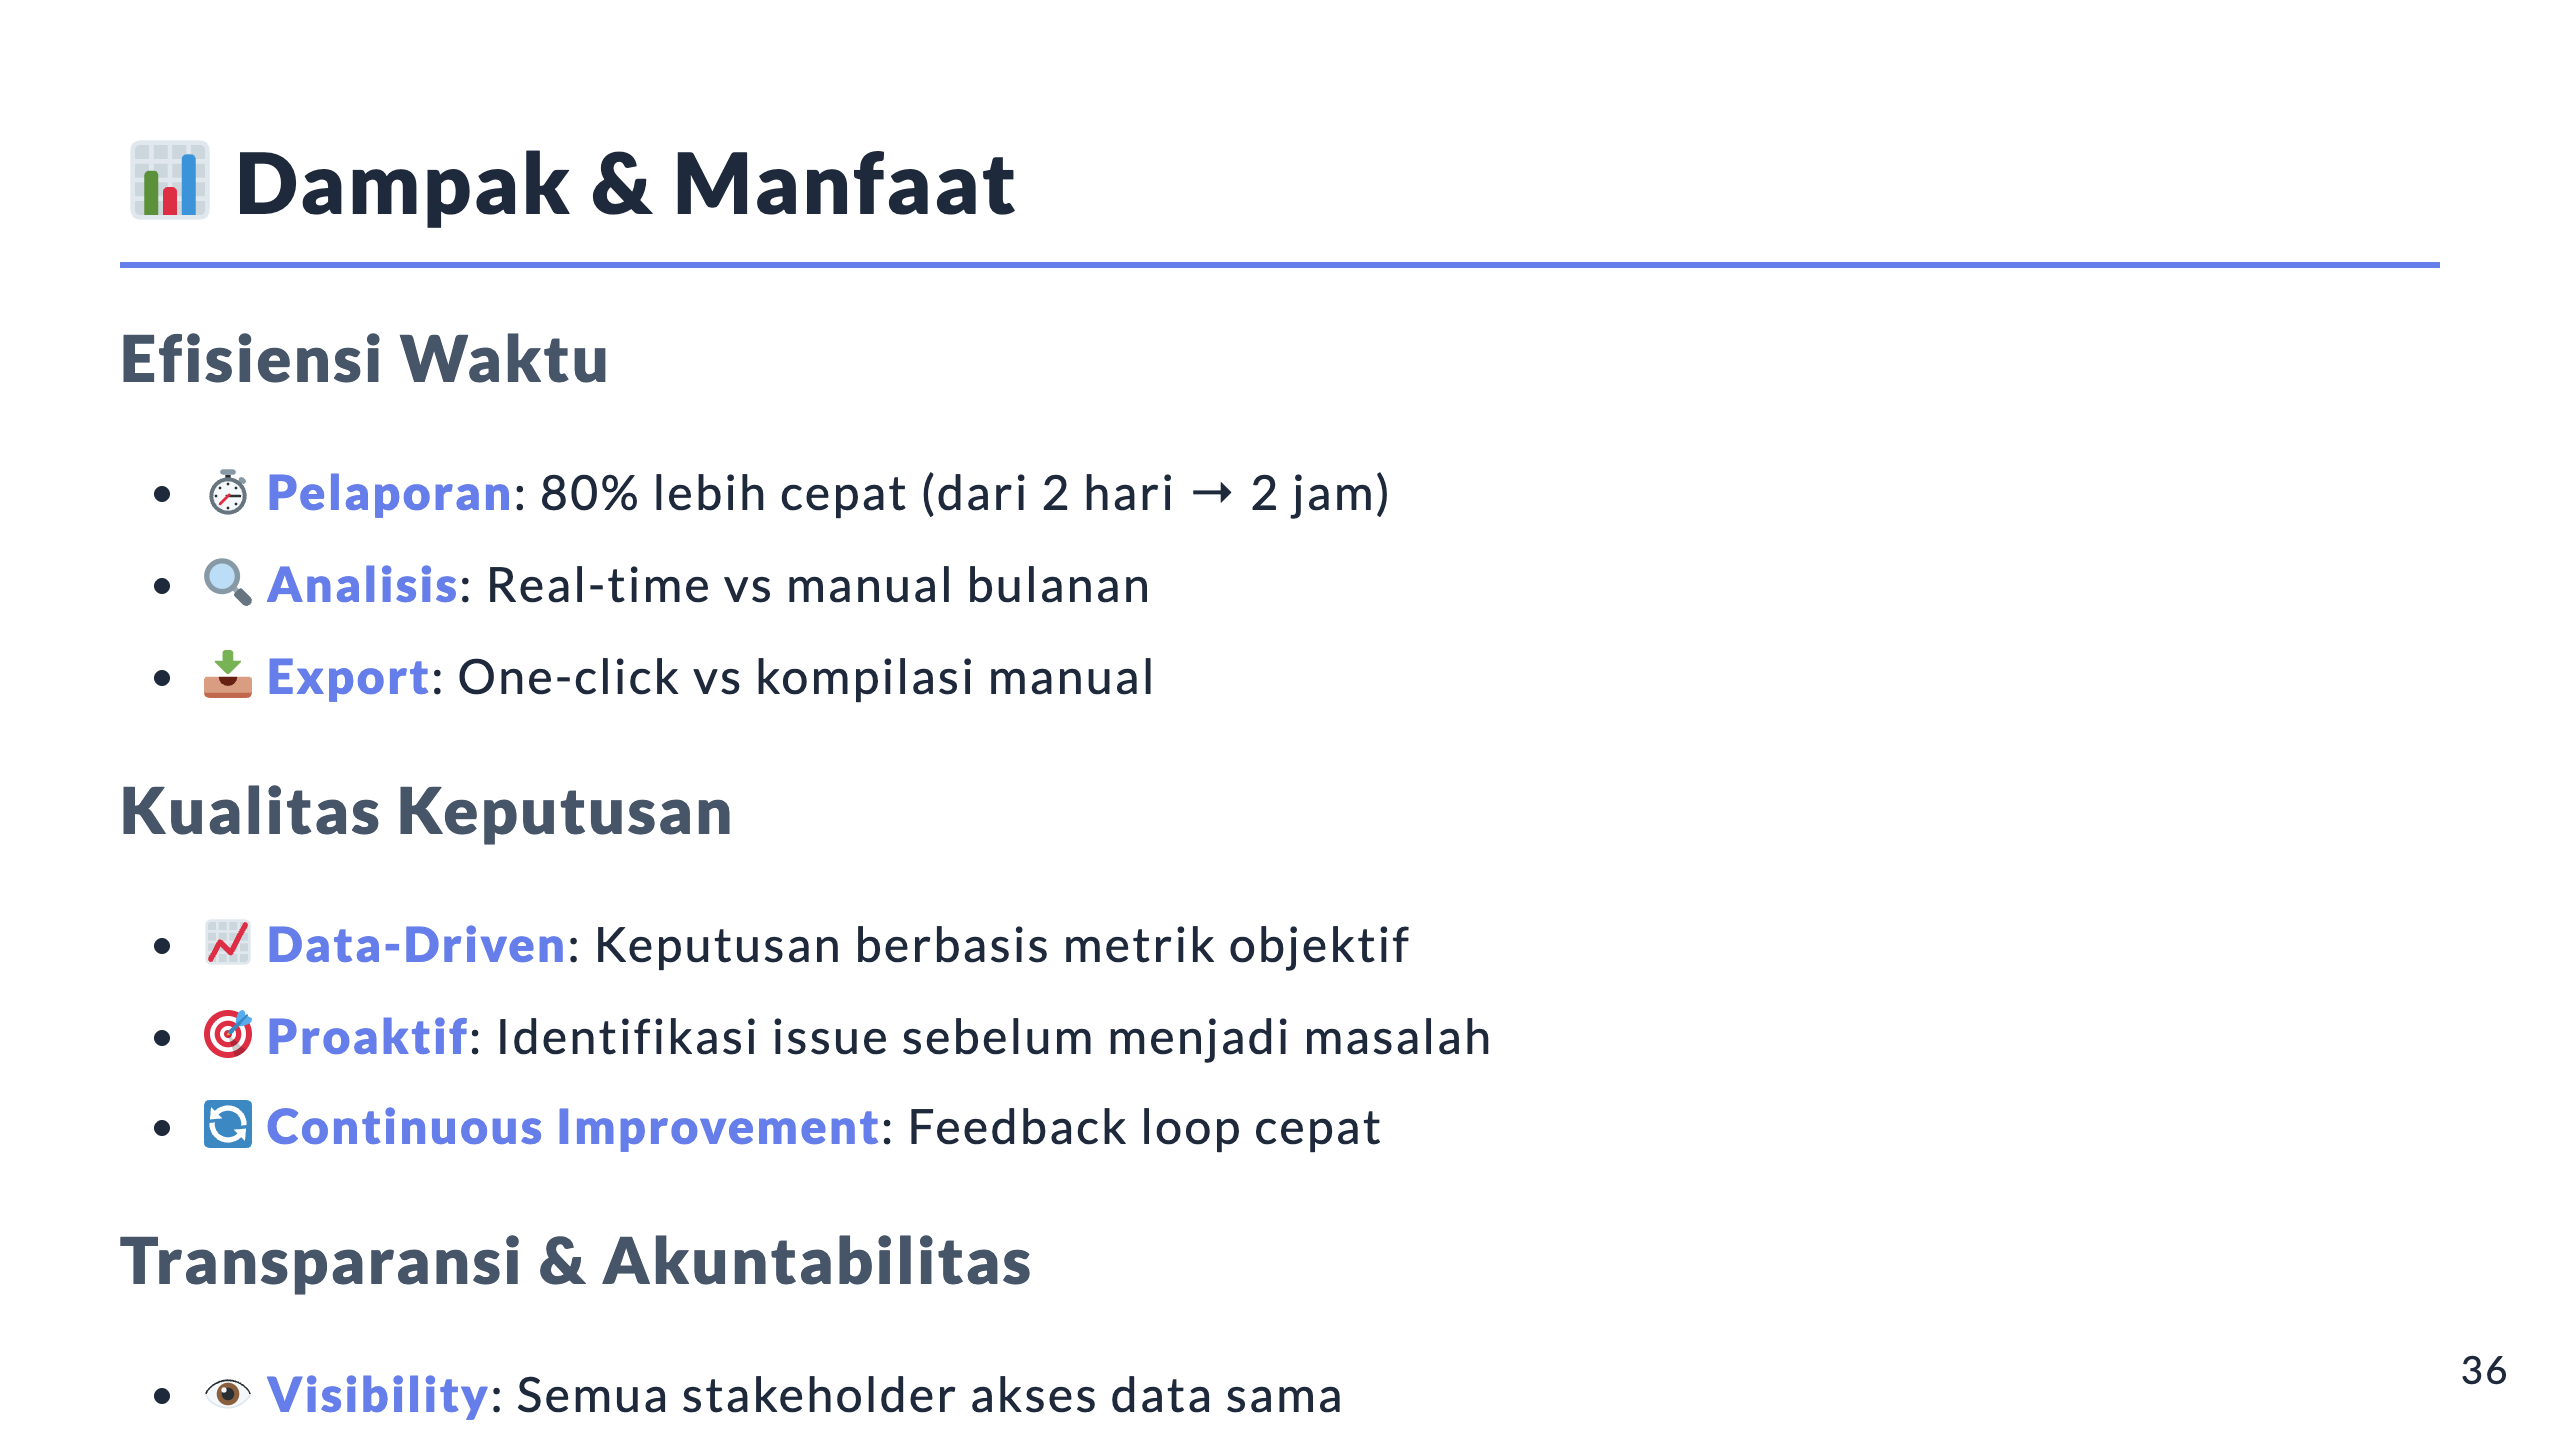 Dampak & Manfaat
Efisiensi Waktu
• Pelaporan: 80% lebih cepat (dari 2 hari → 2 jam)
• Analisis: Real-time vs manual bulanan
• Export: One-click vs kompilasi manual
Kualitas Keputusan
• Data-Driven: Keputusan berbasis metrik objektif
• Proaktif: Identifikasi issue sebelum menjadi masalah
• Continuous Improvement: Feedback loop cepat
Transparansi & Akuntabilitas
• Visibility: Semua stakeholder akses data sama
36